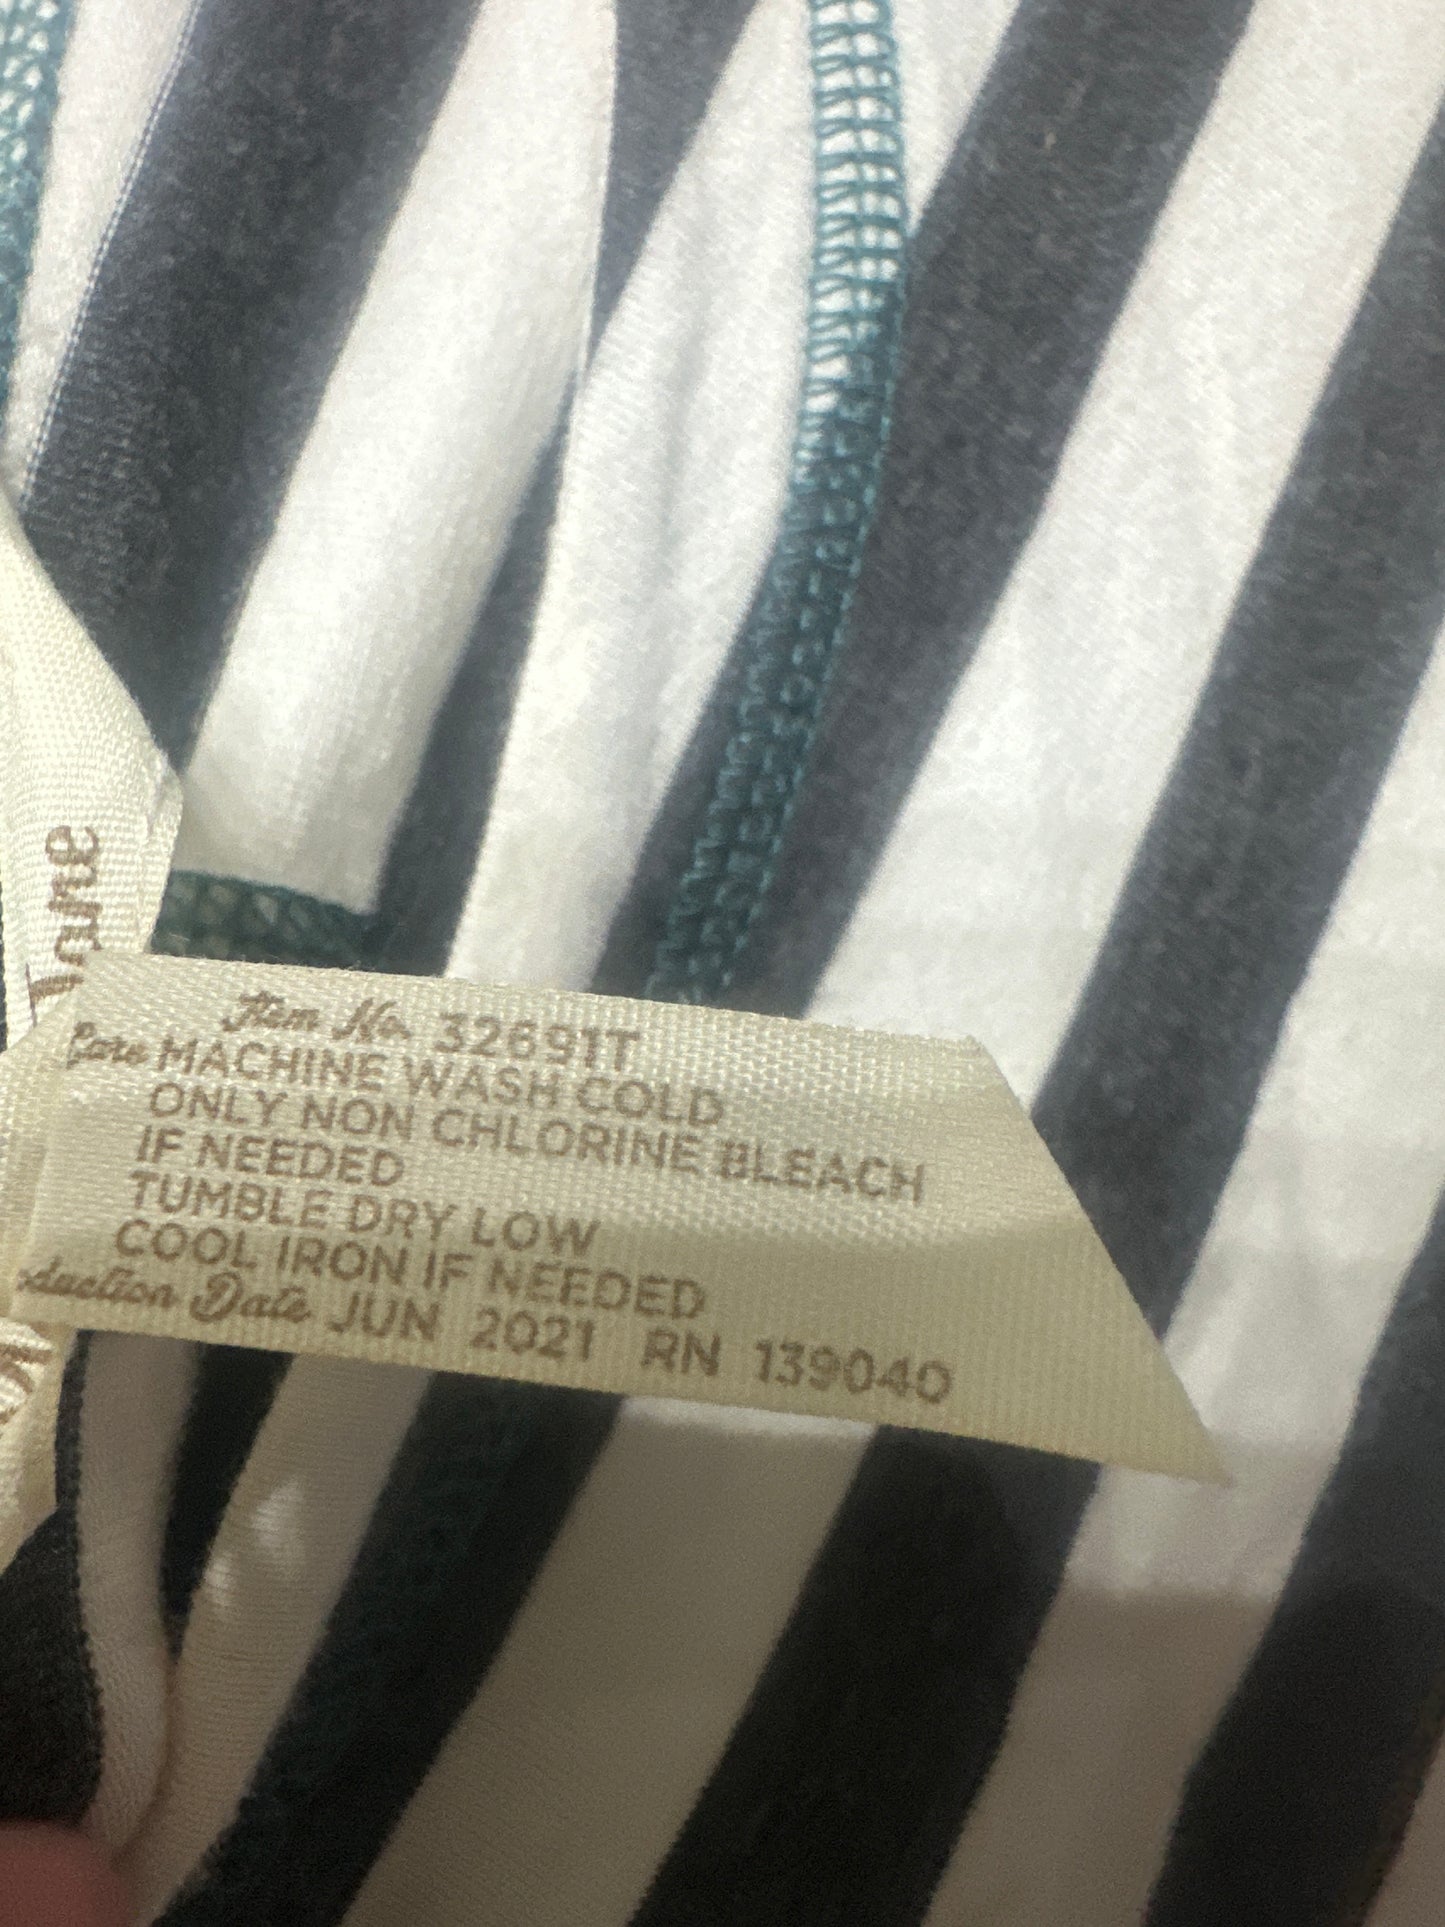 Item No. 32691T
Care MACHINE WASH COLD
ONLY NON CHLORINE BLEACH
IF NEEDED
TUMBLE DRY LOW
COOL IRON IF NEEDED
oduction Date JUN 2021 RN 139040